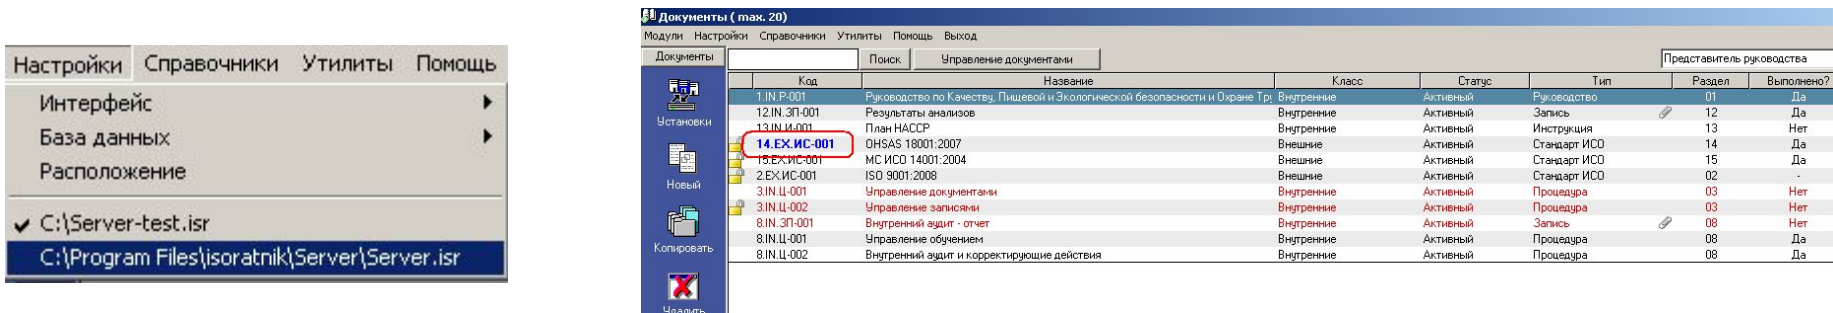 Настройки Справочники Утилиты Помощь
Интерфейс
База данных
Расположение
C:\Server-test.isr
C:\Program Files\isoratnik\Server\Server.isr
Документы ( max. 20)
Модули Настройки Справочники Утилиты Помощь Выход
Документы Поиск Управление документами Представитель руководства
Код Название Класс Статус Тип Раздел Выполнено?
1.IN.Р-001 Руководство по Качеству, Пищевой и Экологической безопасности и Охране Тру Внутренние Активный Руководство 01 Да
12.IN.ЗП-001 Результаты анализов Внутренние Активный Запись 12 Да
13.IN.И-001 План НАССР Внутренние Активный Инструкция 13 Нет
14.EX.ИС-001 OHSAS 18001:2007 Внешние Активный Стандарт ИСО 14 Да
15.EX.ИС-001 МС ИСО 14001:2004 Внешние Активный Стандарт ИСО 15 Да
2.EX.ИС-001 ISO 9001:2008 Внешние Активный Стандарт ИСО 02 -
3.IN.Ц-001 Управление документами Внутренние Активный Процедура 03 Нет
3.IN.Ц-002 Управление записями Внутренние Активный Процедура 03 Нет
8.IN.ЗП-001 Внутренний аудит - отчет Внутренние Активный Запись 08 Нет
8.IN.Ц-001 Управление обучением Внутренние Активный Процедура 08 Да
8.IN.Ц-002 Внутренний аудит и корректирующие действия Внутренние Активный Процедура 08 Да
Установки
Новый
Копировать
Удалить